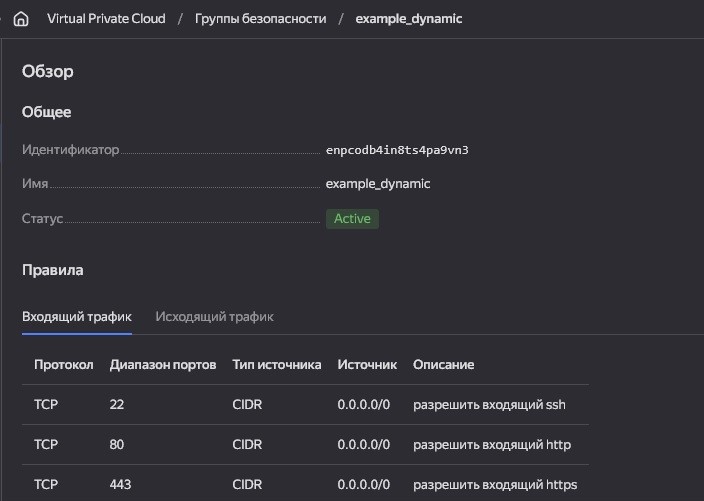 Virtual Private Cloud / Группы безопасности / example_dynamic
Обзор
Общее
Идентификатор enpcodb4in8ts4pa9vn3
Имя example_dynamic
Статус Active
Правила
Входящий трафик Исходящий трафик
Протокол Диапазон портов Тип источника Источник Описание
TCP 22 CIDR 0.0.0.0/0 разрешить входящий ssh
TCP 80 CIDR 0.0.0.0/0 разрешить входящий http
TCP 443 CIDR 0.0.0.0/0 разрешить входящий https